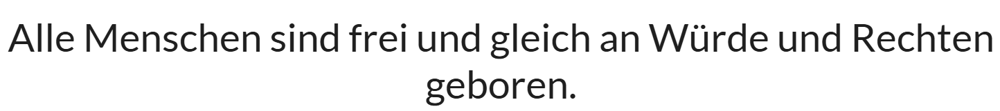 Alle Menschen sind frei und gleich an Würde und Rechten
geboren.